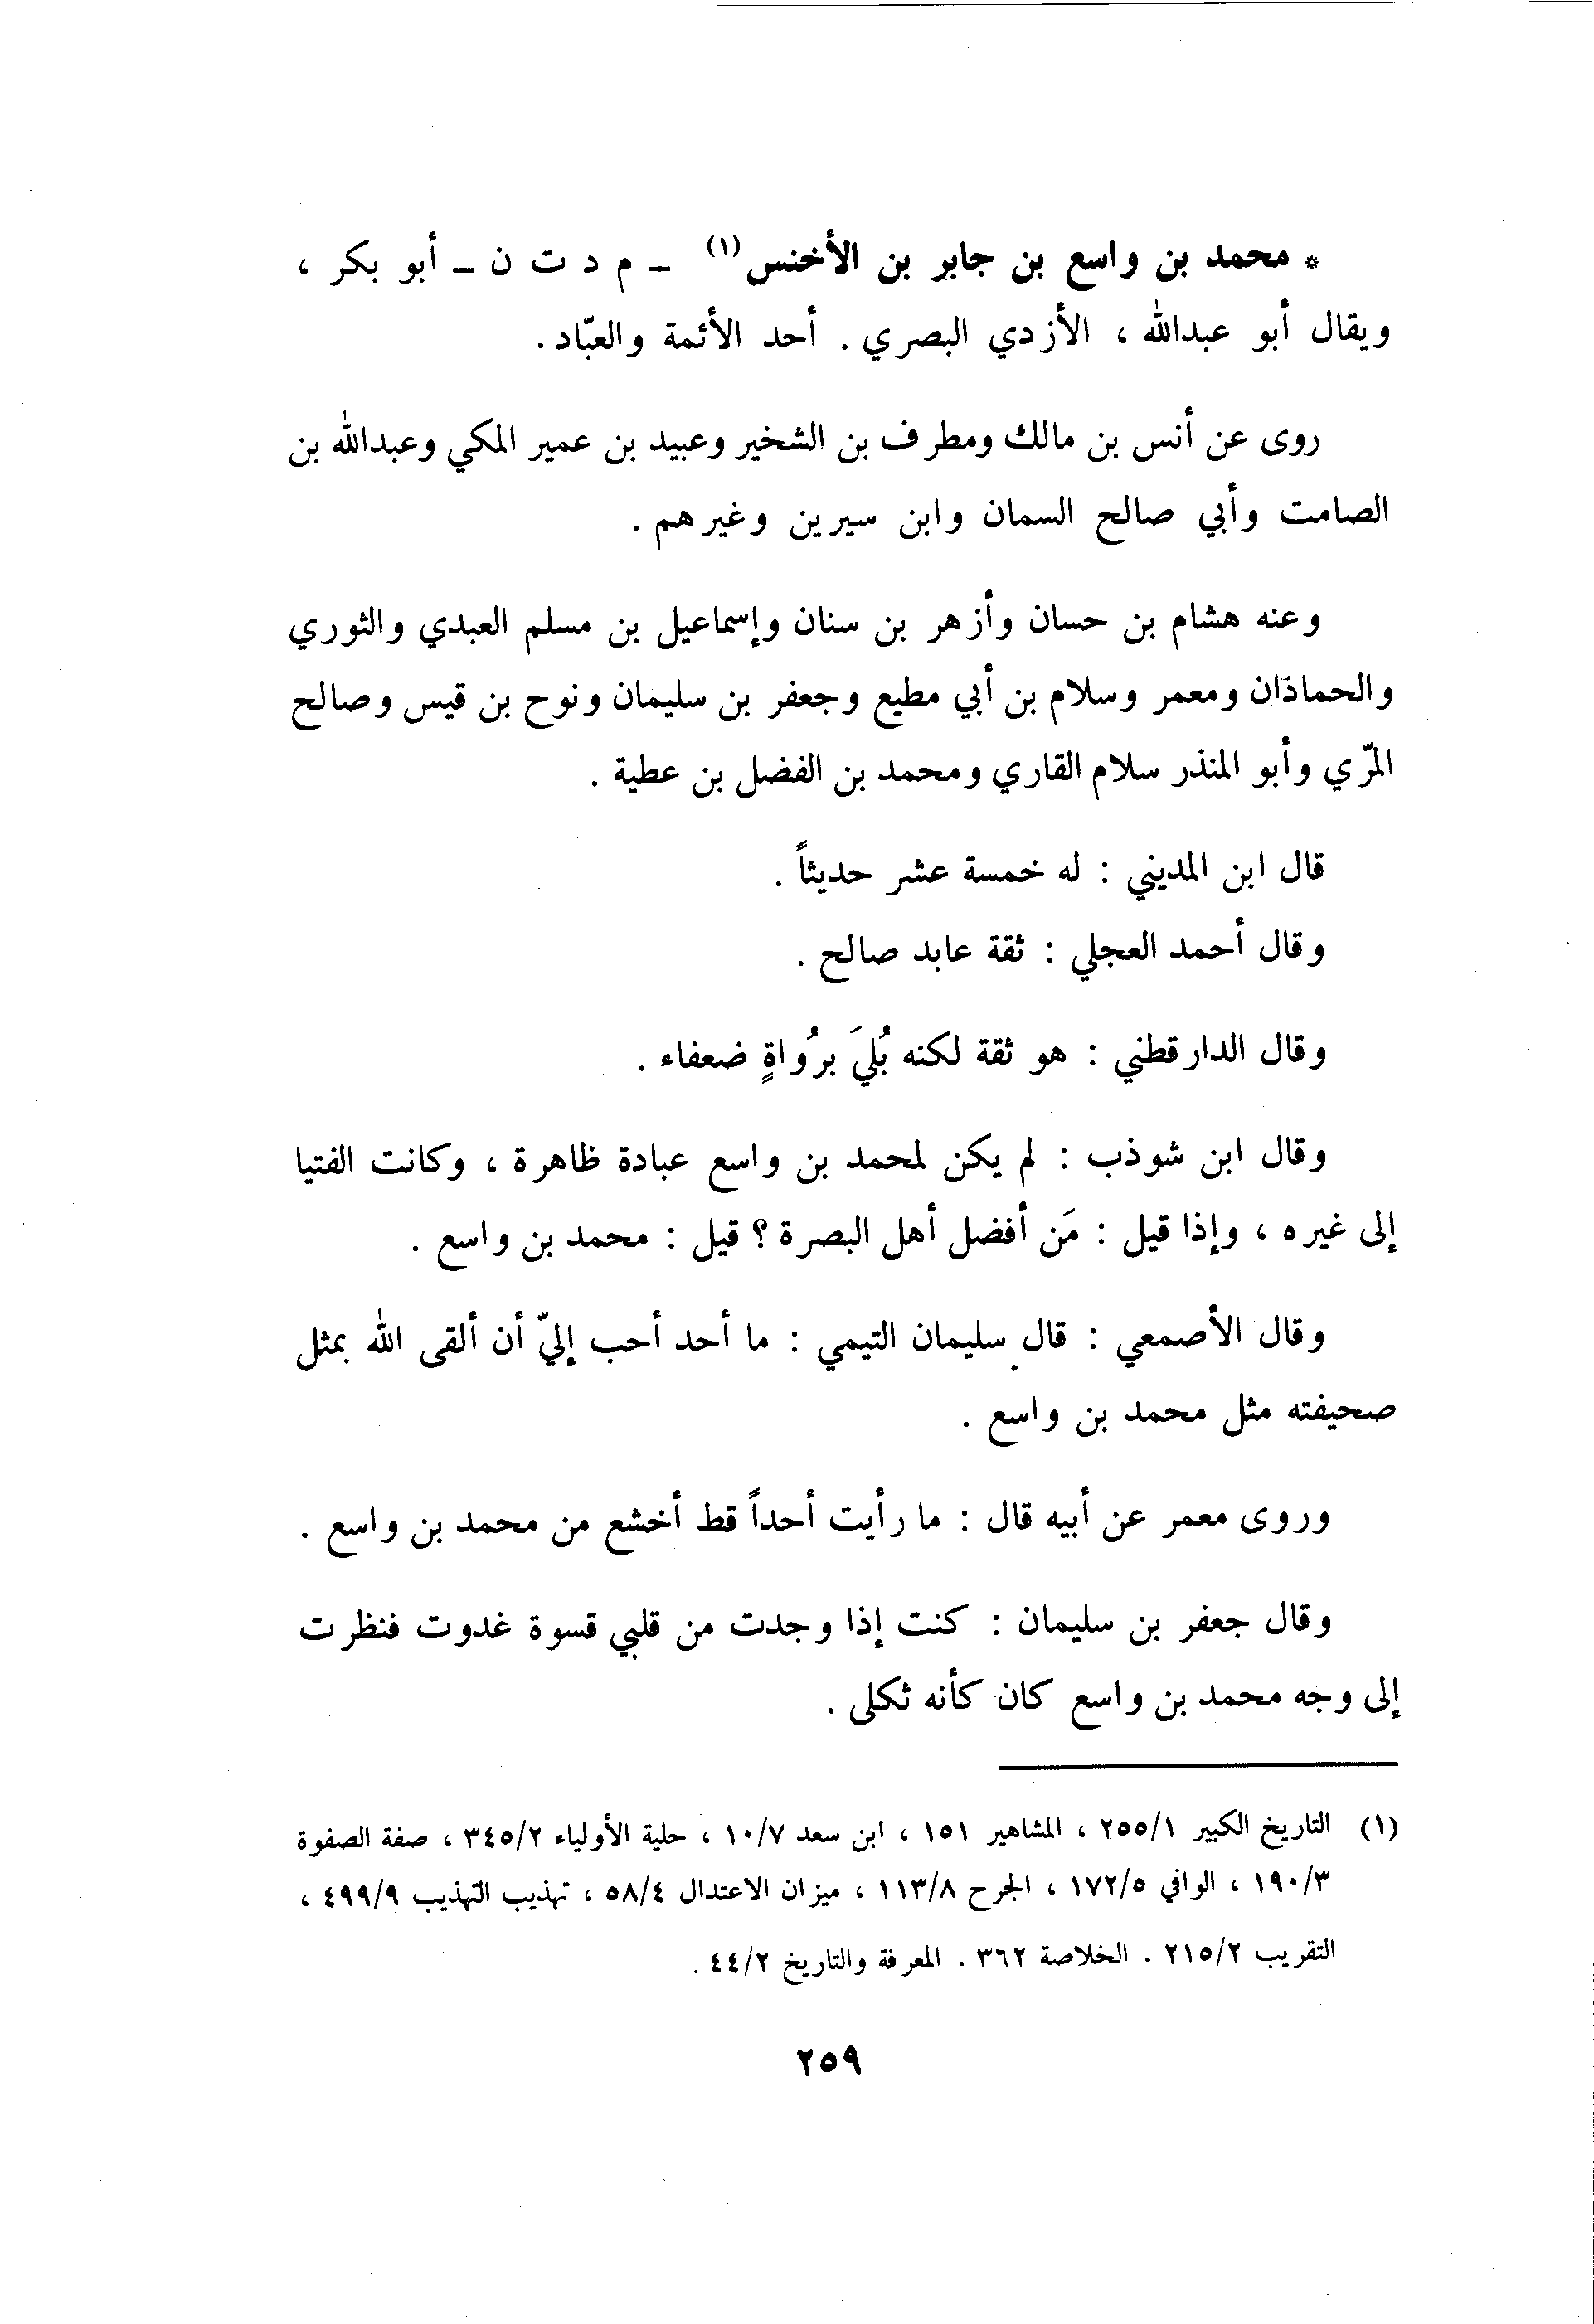 * محمد بن واسع بن جابر بن الأخنس(١) ـ م د ت ن ـ أبو بكر ،
ويقال أبو عبدالله ، الأزدي البصري . أحد الأئمة والعبّاد .
روى عن أنس بن مالك ومطرف بن الشخير وعبيد بن عمير المكي وعبدالله بن
الصامت وأبي صالح السمان وابن سيرين وغيرهم .
وعنه هشام بن حسان وأزهر بن سنان وإسماعيل بن مسلم العبدي والثوري
والحماذان ومعمر وسلام بن أبي مطيع وجعفر بن سليمان ونوح بن قيس وصالح
المرّي وأبو المنذر سلام القاري ومحمد بن الفضل بن عطية .
قال ابن المديني : له خمسة عشر حديثاً .
وقال أحمد العجلي : ثقة عابد صالح .
وقال الدارقطني : هو ثقة لكنه بُليَ برُواةٍ ضعفاء .
وقال ابن شوذب : لم يكن لمحمد بن واسع عبادة ظاهرة ، وكانت الفتيا
إلى غيره ، وإذا قيل : مَن أفضل أهل البصرة ؟ قيل : محمد بن واسع .
وقال الأصمعي : قال سليمان التيمي : ما أحد أحب إليّ أن ألقى الله بمثل
صحيفته مثل محمد بن واسع .
وروى معمر عن أبيه قال : ما رأيت أحداً قط أخشع من محمد بن واسع .
وقال جعفر بن سليمان : كنت إذا وجدت من قلبي قسوة غدوت فنظرت
إلى وجه محمد بن واسع كان كأنه ثكلى .
(١) التاريخ الكبير ٢٥٥/١ ، المشاهير ١٥١ ، ابن سعد ١٠/٧ ، حلية الأولياء ٣٤٥/٢ ، صفة الصفوة
١٩٠/٣ ، الوافي ١٧٢/٥ ، الجرح ١١٣/٨ ، ميزان الاعتدال ٥٨/٤ ، تهذيب التهذيب ٤٩٩/٩ ،
التقريب ٢١٥/٢ . الخلاصة ٣٦٢ . المعرفة والتاريخ ٤٤/٢ .
٢٥٩